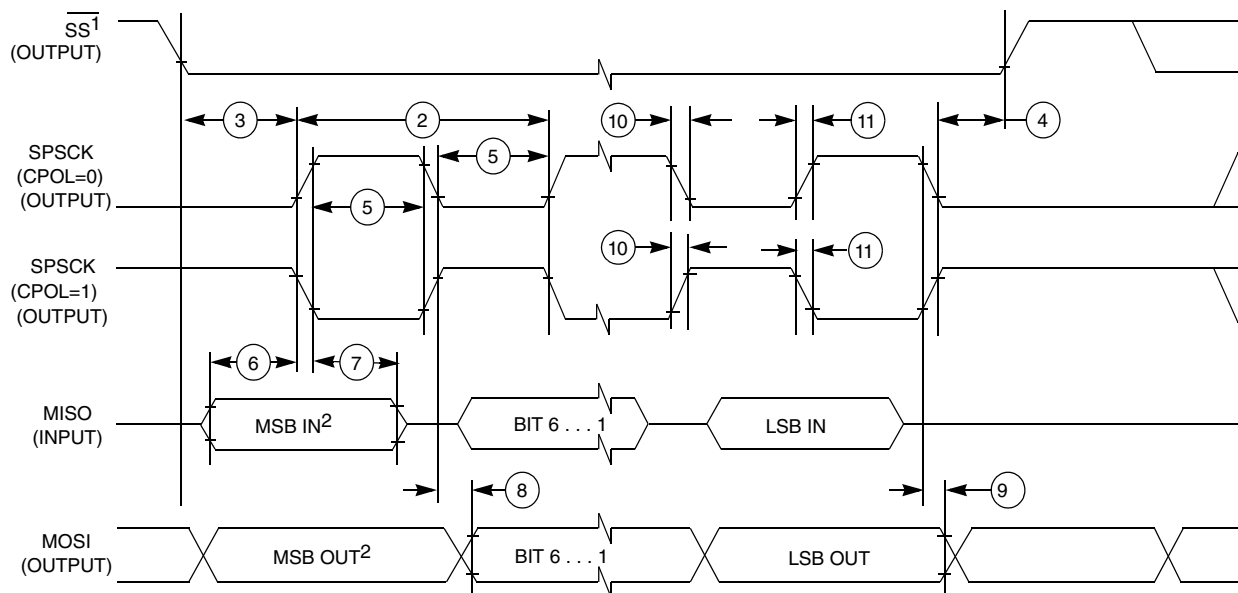 SS1
(OUTPUT)
3
2
10
11
4
SPSCK
(CPOL=0)
(OUTPUT)
5
5
10
11
SPSCK
(CPOL=1)
(OUTPUT)
6
7
MISO
(INPUT)
MSB IN2
BIT 6 . . . 1
LSB IN
8
9
MOSI
(OUTPUT)
MSB OUT2
BIT 6 . . . 1
LSB OUT